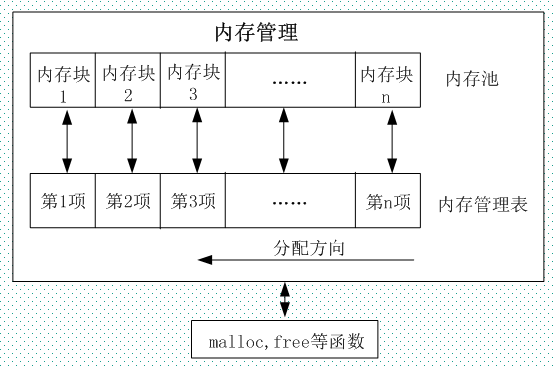 内存管理
内存块 内存块 内存块 …… 内存块 内存池
1 2 3 n
第1项 第2项 第3项 …… 第n项 内存管理表
分配方向
malloc,free等函数